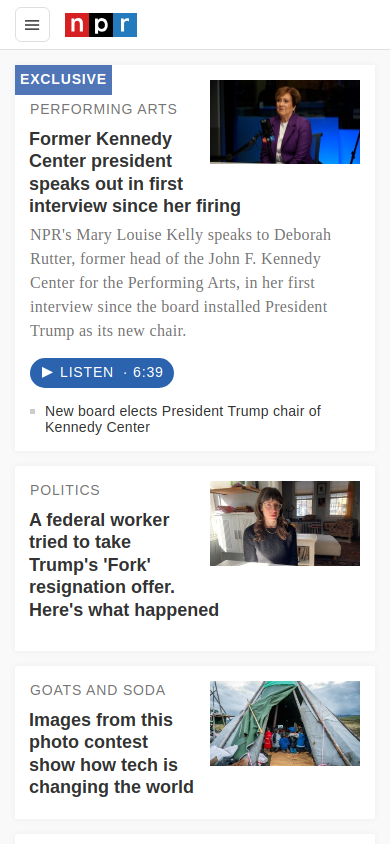 npr
EXCLUSIVE
PERFORMING ARTS
Former Kennedy
Center president
speaks out in first
interview since her firing
NPR's Mary Louise Kelly speaks to Deborah
Rutter, former head of the John F. Kennedy
Center for the Performing Arts, in her first
interview since the board installed President
Trump as its new chair.
LISTEN · 6:39
New board elects President Trump chair of
Kennedy Center
POLITICS
A federal worker
tried to take
Trump's 'Fork'
resignation offer.
Here's what happened
GOATS AND SODA
Images from this
photo contest
show how tech is
changing the world